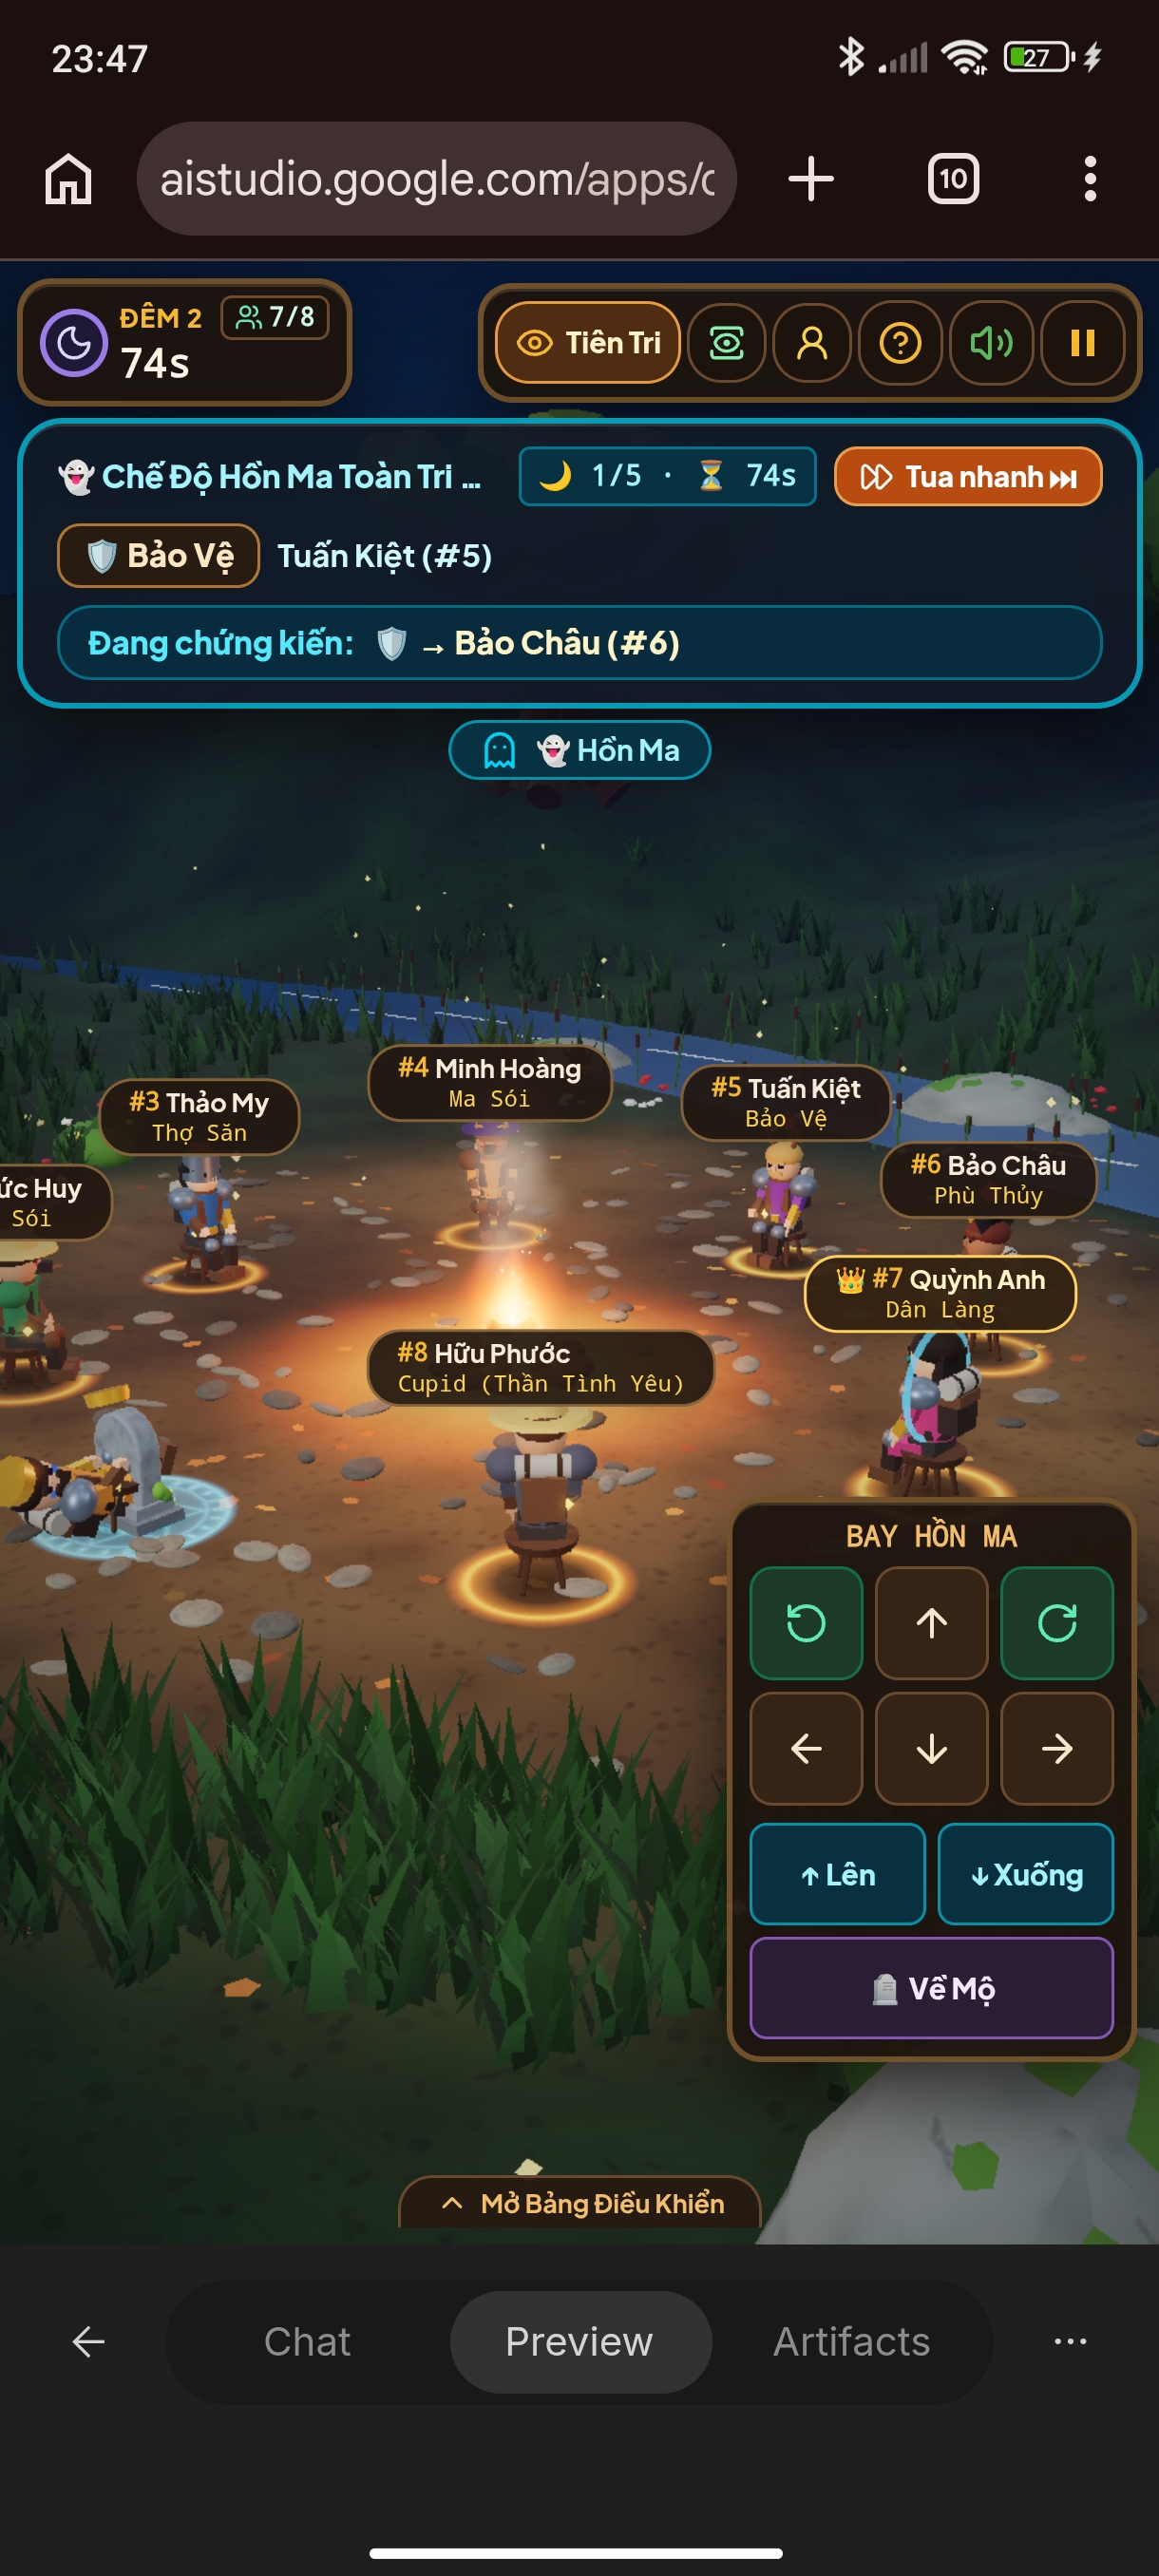 23:47
27
aistudio.google.com/apps/
10
ĐÊM 2
7/8
74s
Tiên Tri
👻 Chế Độ Hồn Ma Toàn Tri ...
🌙 1/5 · ⏳ 74s
Tua nhanh ⏭
🛡️ Bảo Vệ
Tuấn Kiệt (#5)
Đang chứng kiến: 🛡️ → Bảo Châu (#6)
👻 Hồn Ma
#4 Minh Hoàng
Ma Sói
#3 Thảo My
Thợ Săn
#5 Tuấn Kiệt
Bảo Vệ
#6 Bảo Châu
Phù Thủy
ức Huy
Sói
👑 #7 Quỳnh Anh
Dân Làng
#8 Hữu Phước
Cupid (Thần Tình Yêu)
BAY HỒN MA
↑ Lên
↓ Xuống
🪦 Về Mộ
Mở Bảng Điều Khiển
Chat
Preview
Artifacts